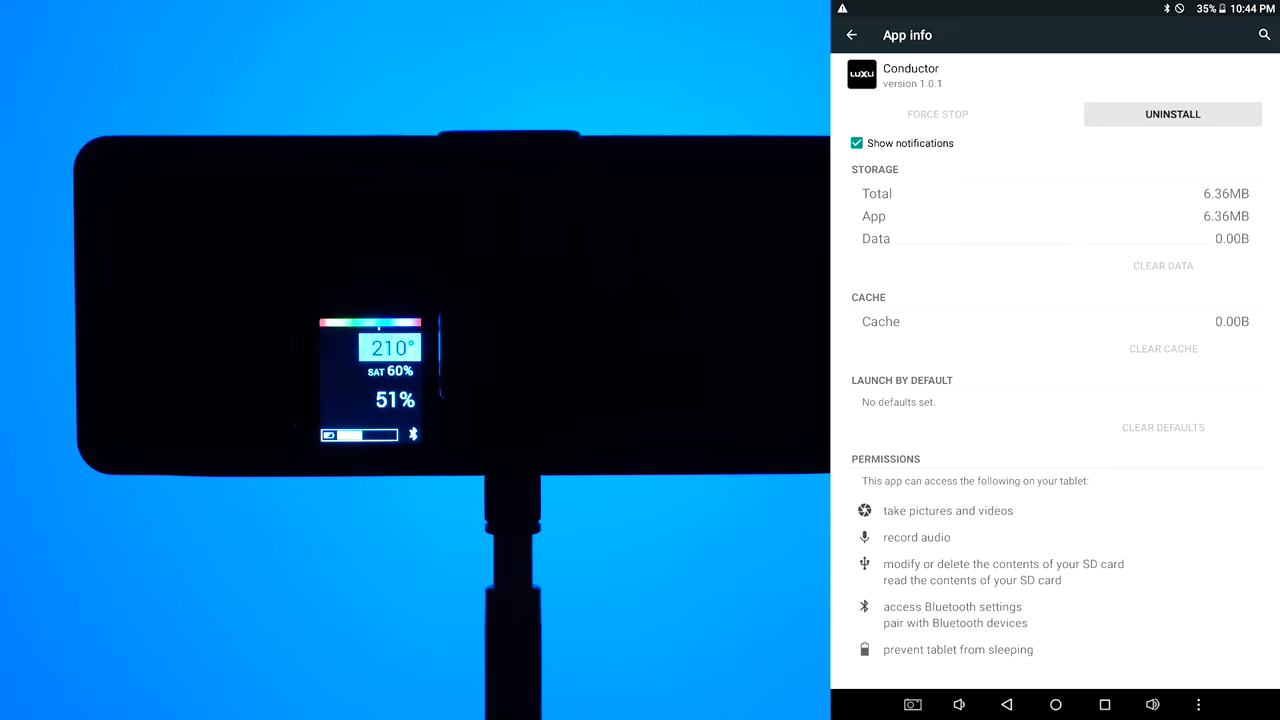 210°
SAT 60%
51%
35% 10:44 PM
App info
LUXLI
Conductor
version 1.0.1
FORCE STOP
UNINSTALL
Show notifications
STORAGE
Total 6.36MB
App 6.36MB
Data 0.00B
CLEAR DATA
CACHE
Cache 0.00B
CLEAR CACHE
LAUNCH BY DEFAULT
No defaults set.
CLEAR DEFAULTS
PERMISSIONS
This app can access the following on your tablet:
take pictures and videos
record audio
modify or delete the contents of your SD card
read the contents of your SD card
access Bluetooth settings
pair with Bluetooth devices
prevent tablet from sleeping